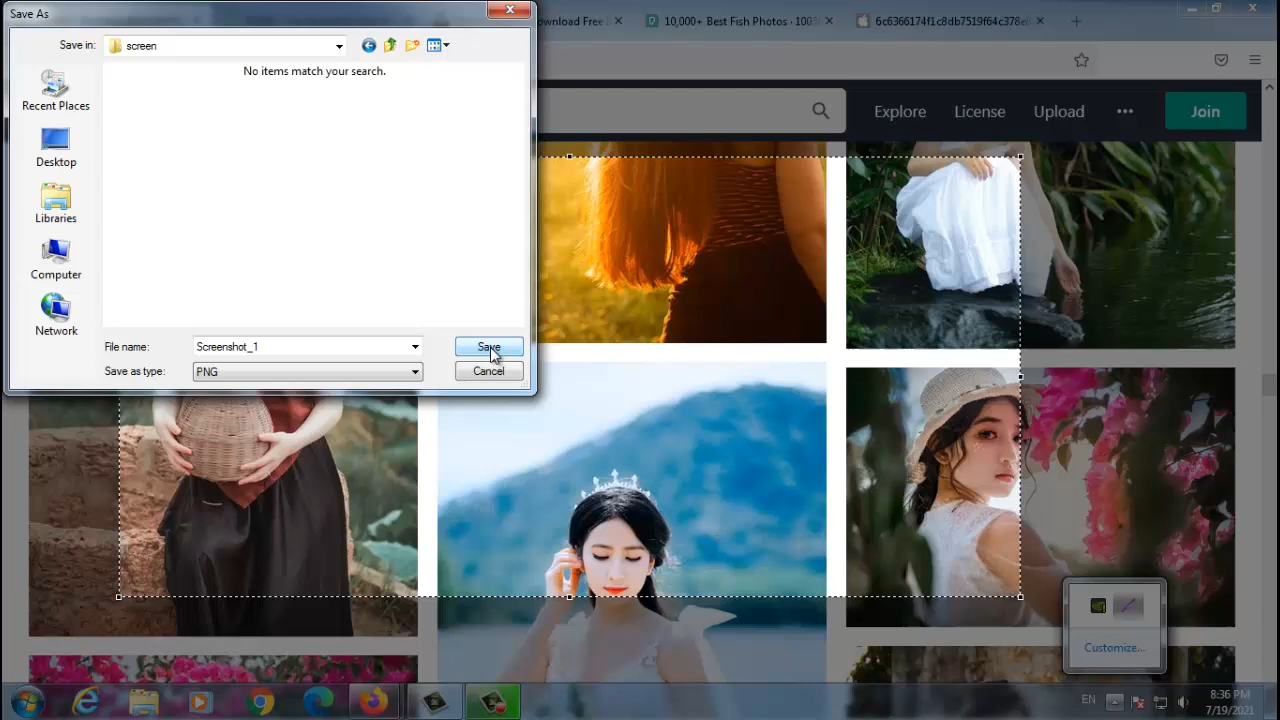 Save As
ownload Free
10,000+ Best Fish Photos · 100%
6c6366174f1c8db7519f64c378e
Save in:
screen
No items match your search.
Recent Places
Desktop
Libraries
Computer
Network
File name:
Screenshot_1
Save
Save as type:
PNG
Cancel
Explore
License
Upload
Join
Customize...
EN
8:36 PM
7/19/2021